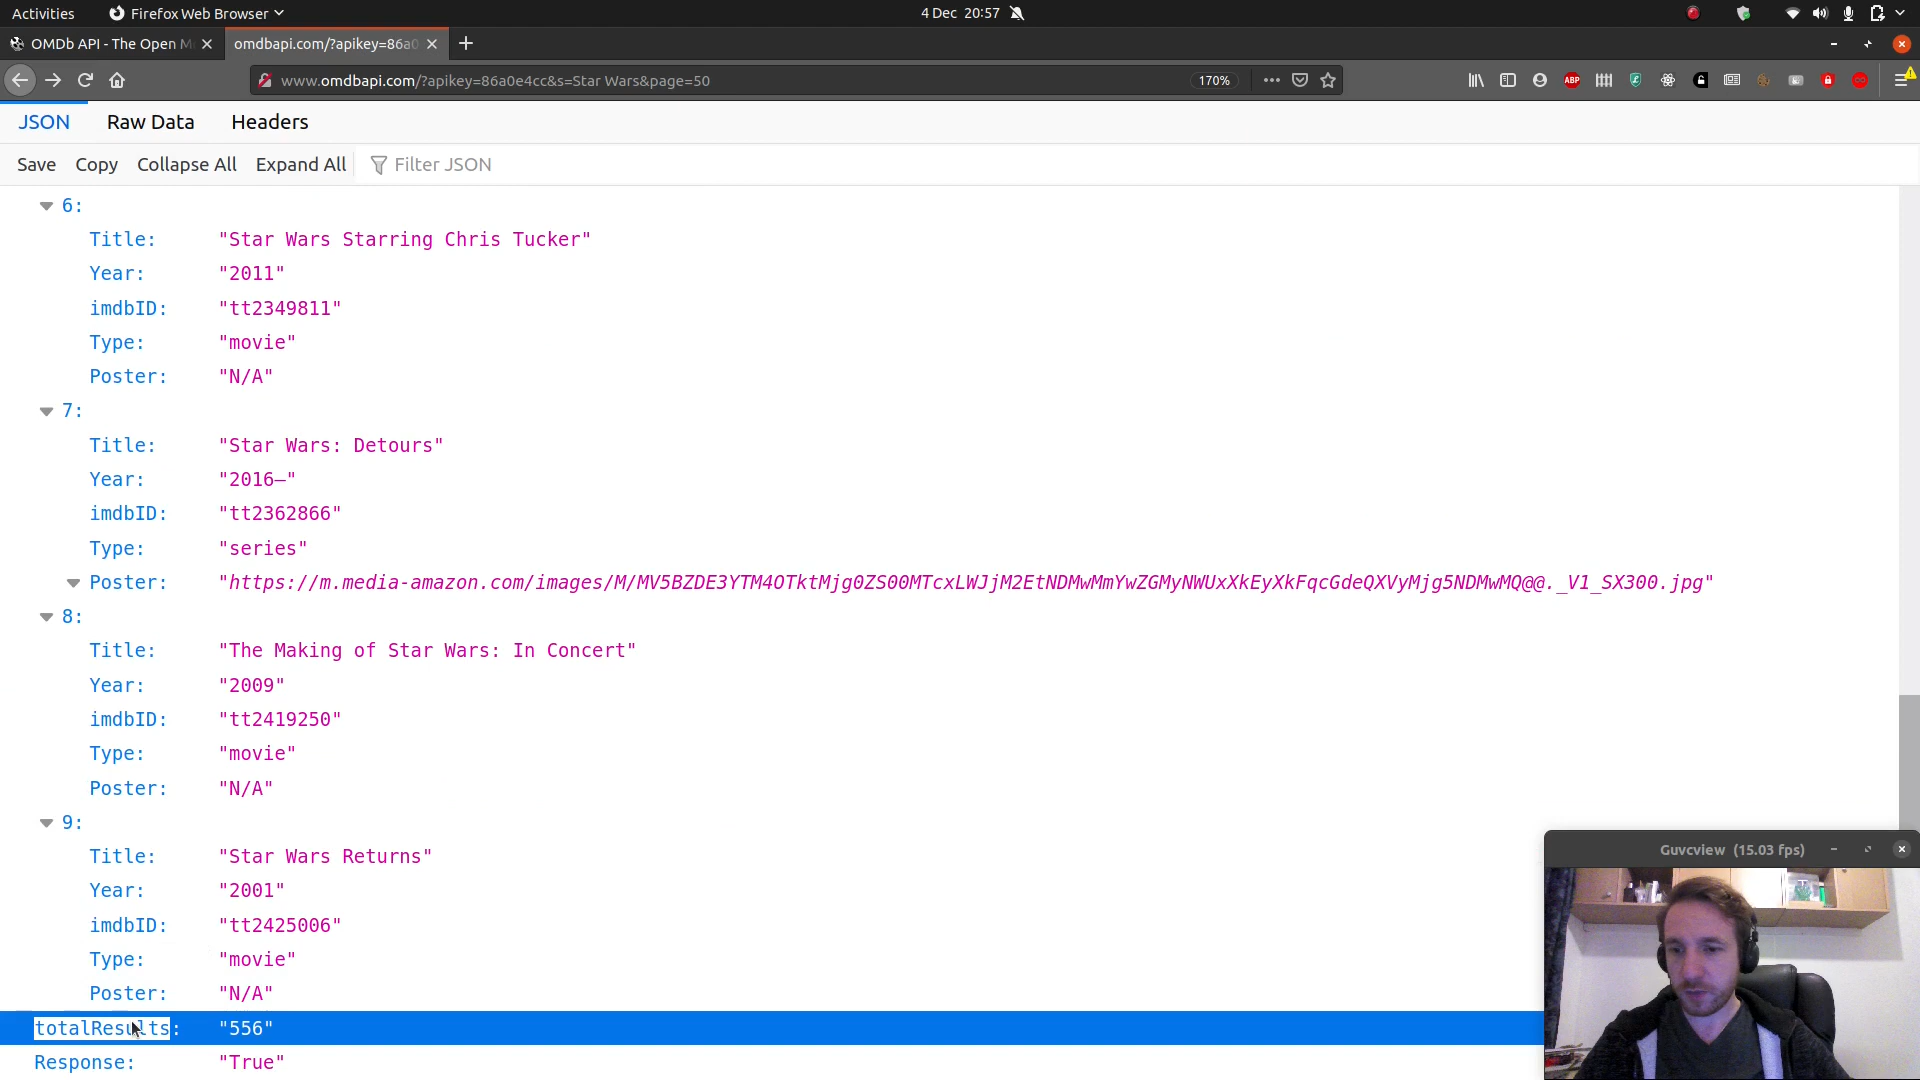 Activities
Firefox Web Browser
4 Dec 20:57
OMDb API - The Open M
omdbapi.com/?apikey=86a0
www.omdbapi.com/?apikey=86a0e4cc&s=Star Wars&page=50
170%
ABP
JSON
Raw Data
Headers
Save
Copy
Collapse All
Expand All
Filter JSON
6:
Title: "Star Wars Starring Chris Tucker"
Year: "2011"
imdbID: "tt2349811"
Type: "movie"
Poster: "N/A"
7:
Title: "Star Wars: Detours"
Year: "2016–"
imdbID: "tt2362866"
Type: "series"
Poster: "https://m.media-amazon.com/images/M/MV5BZDE3YTM4OTktMjg0ZS00MTcxLWJjM2EtNDMwMmYwZGMyNWUxXkEyXkFqcGdeQXVyMjg5NDMwMQ@@._V1_SX300.jpg"
8:
Title: "The Making of Star Wars: In Concert"
Year: "2009"
imdbID: "tt2419250"
Type: "movie"
Poster: "N/A"
9:
Title: "Star Wars Returns"
Year: "2001"
imdbID: "tt2425006"
Type: "movie"
Poster: "N/A"
totalResults: "556"
Response: "True"
Guvcview (15.03 fps)